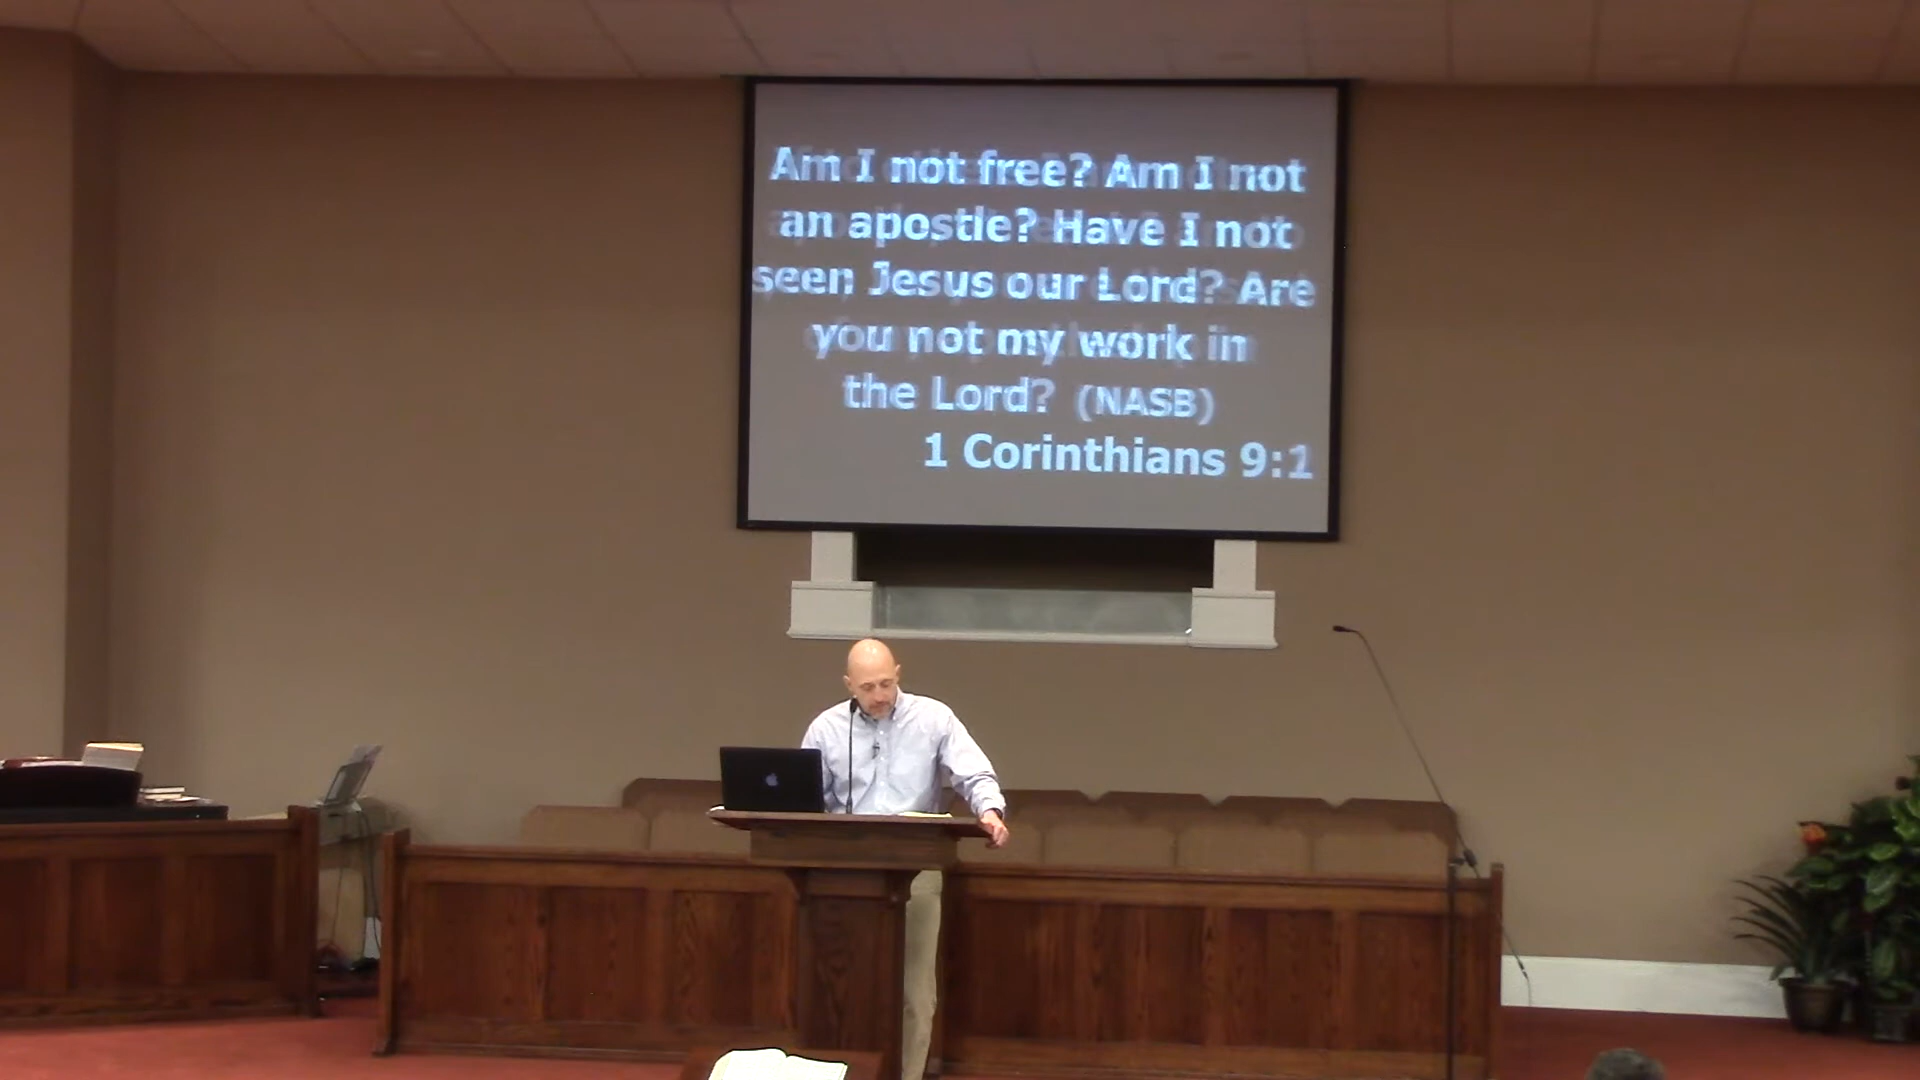 Am I not free? Am I not
an apostle? Have I not
seen Jesus our Lord? Are
you not my work in
the Lord? (NASB)
1 Corinthians 9:1